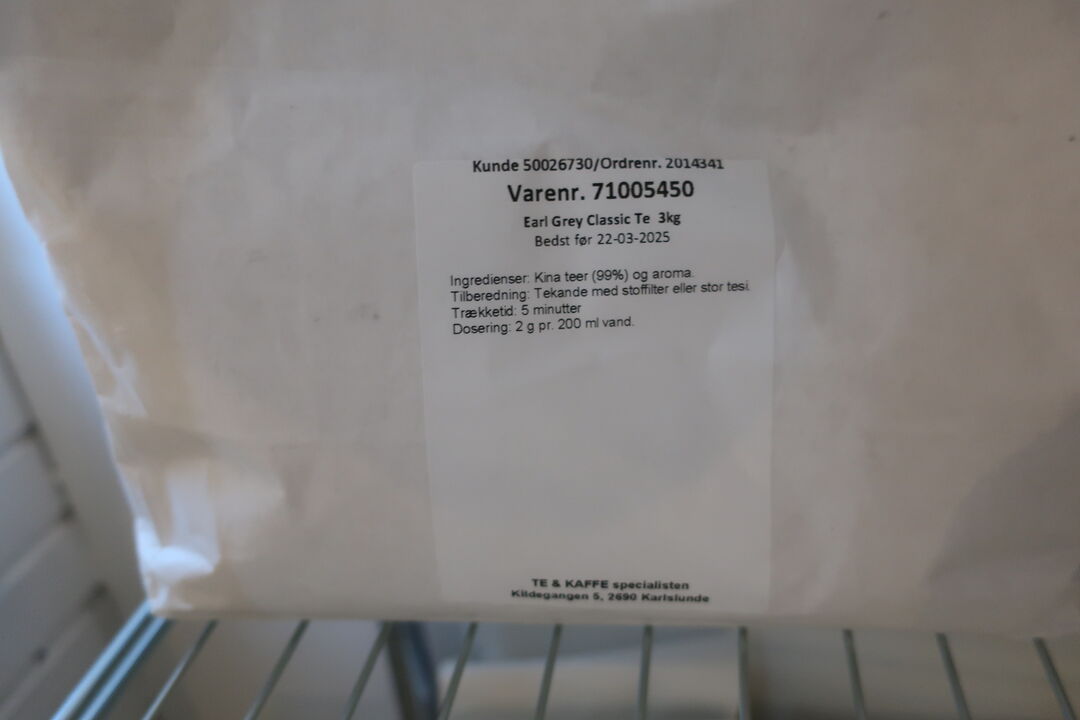 Kunde 50026730/Ordrenr. 2014341
Varenr. 71005450
Earl Grey Classic Te 3kg
Bedst før 22-03-2025
Ingredienser: Kina teer (99%) og aroma.
Tilberedning: Tekande med stoffilter eller stor tesi.
Trækketid: 5 minutter
Dosering: 2 g pr. 200 ml vand.
TE & KAFFE specialisten
Kildegangen 5, 2690 Karlslunde